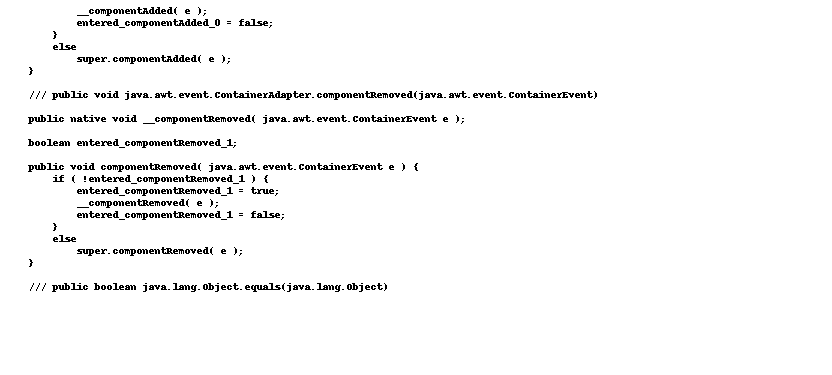 __componentAdded( e );
entered_componentAdded_0 = false;
}
else
super.componentAdded( e );
}
/// public void java.awt.event.ContainerAdapter.componentRemoved(java.awt.event.ContainerEvent)
public native void __componentRemoved( java.awt.event.ContainerEvent e );
boolean entered_componentRemoved_1;
public void componentRemoved( java.awt.event.ContainerEvent e ) {
if ( !entered_componentRemoved_1 ) {
entered_componentRemoved_1 = true;
__componentRemoved( e );
entered_componentRemoved_1 = false;
}
else
super.componentRemoved( e );
}
/// public boolean java.lang.Object.equals(java.lang.Object)